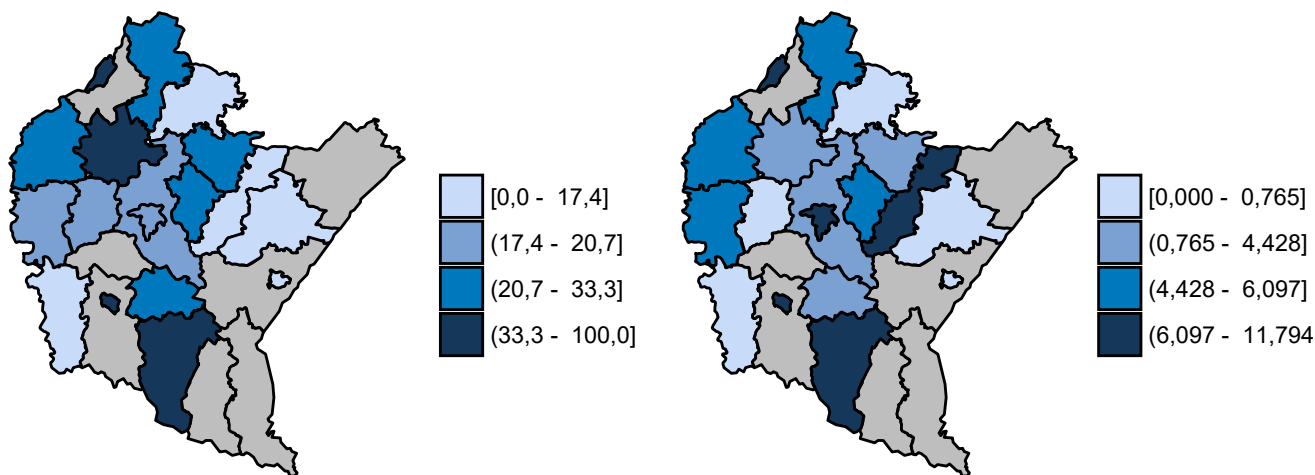 [0,0 - 17,4]
(17,4 - 20,7]
(20,7 - 33,3]
(33,3 - 100,0]
[0,000 - 0,765]
(0,765 - 4,428]
(4,428 - 6,097]
(6,097 - 11,794